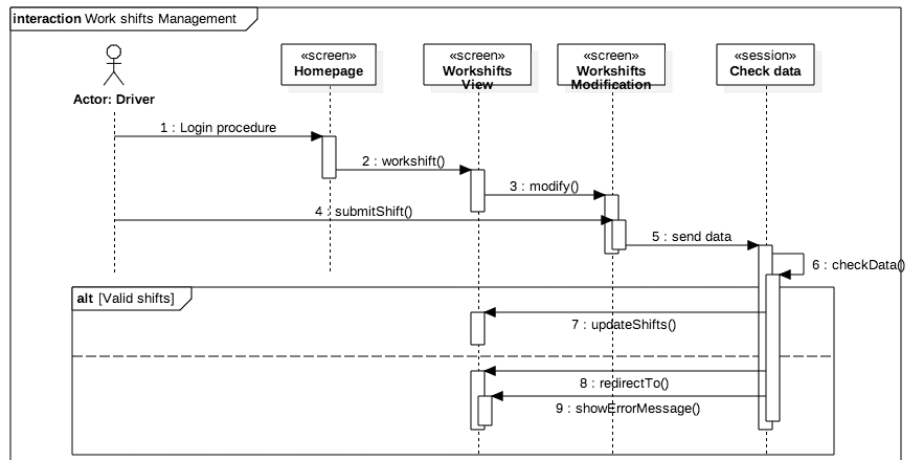 interaction Work shifts Management
«screen»
Homepage
«screen»
Workshifts
View
«screen»
Workshifts
Modification
«session»
Check data
Actor: Driver
1 : Login procedure
2 : workshift()
3 : modify()
4 : submitShift()
5 : send data
6 : checkData()
alt [Valid shifts]
7 : updateShifts()
8 : redirectTo()
9 : showErrorMessage()